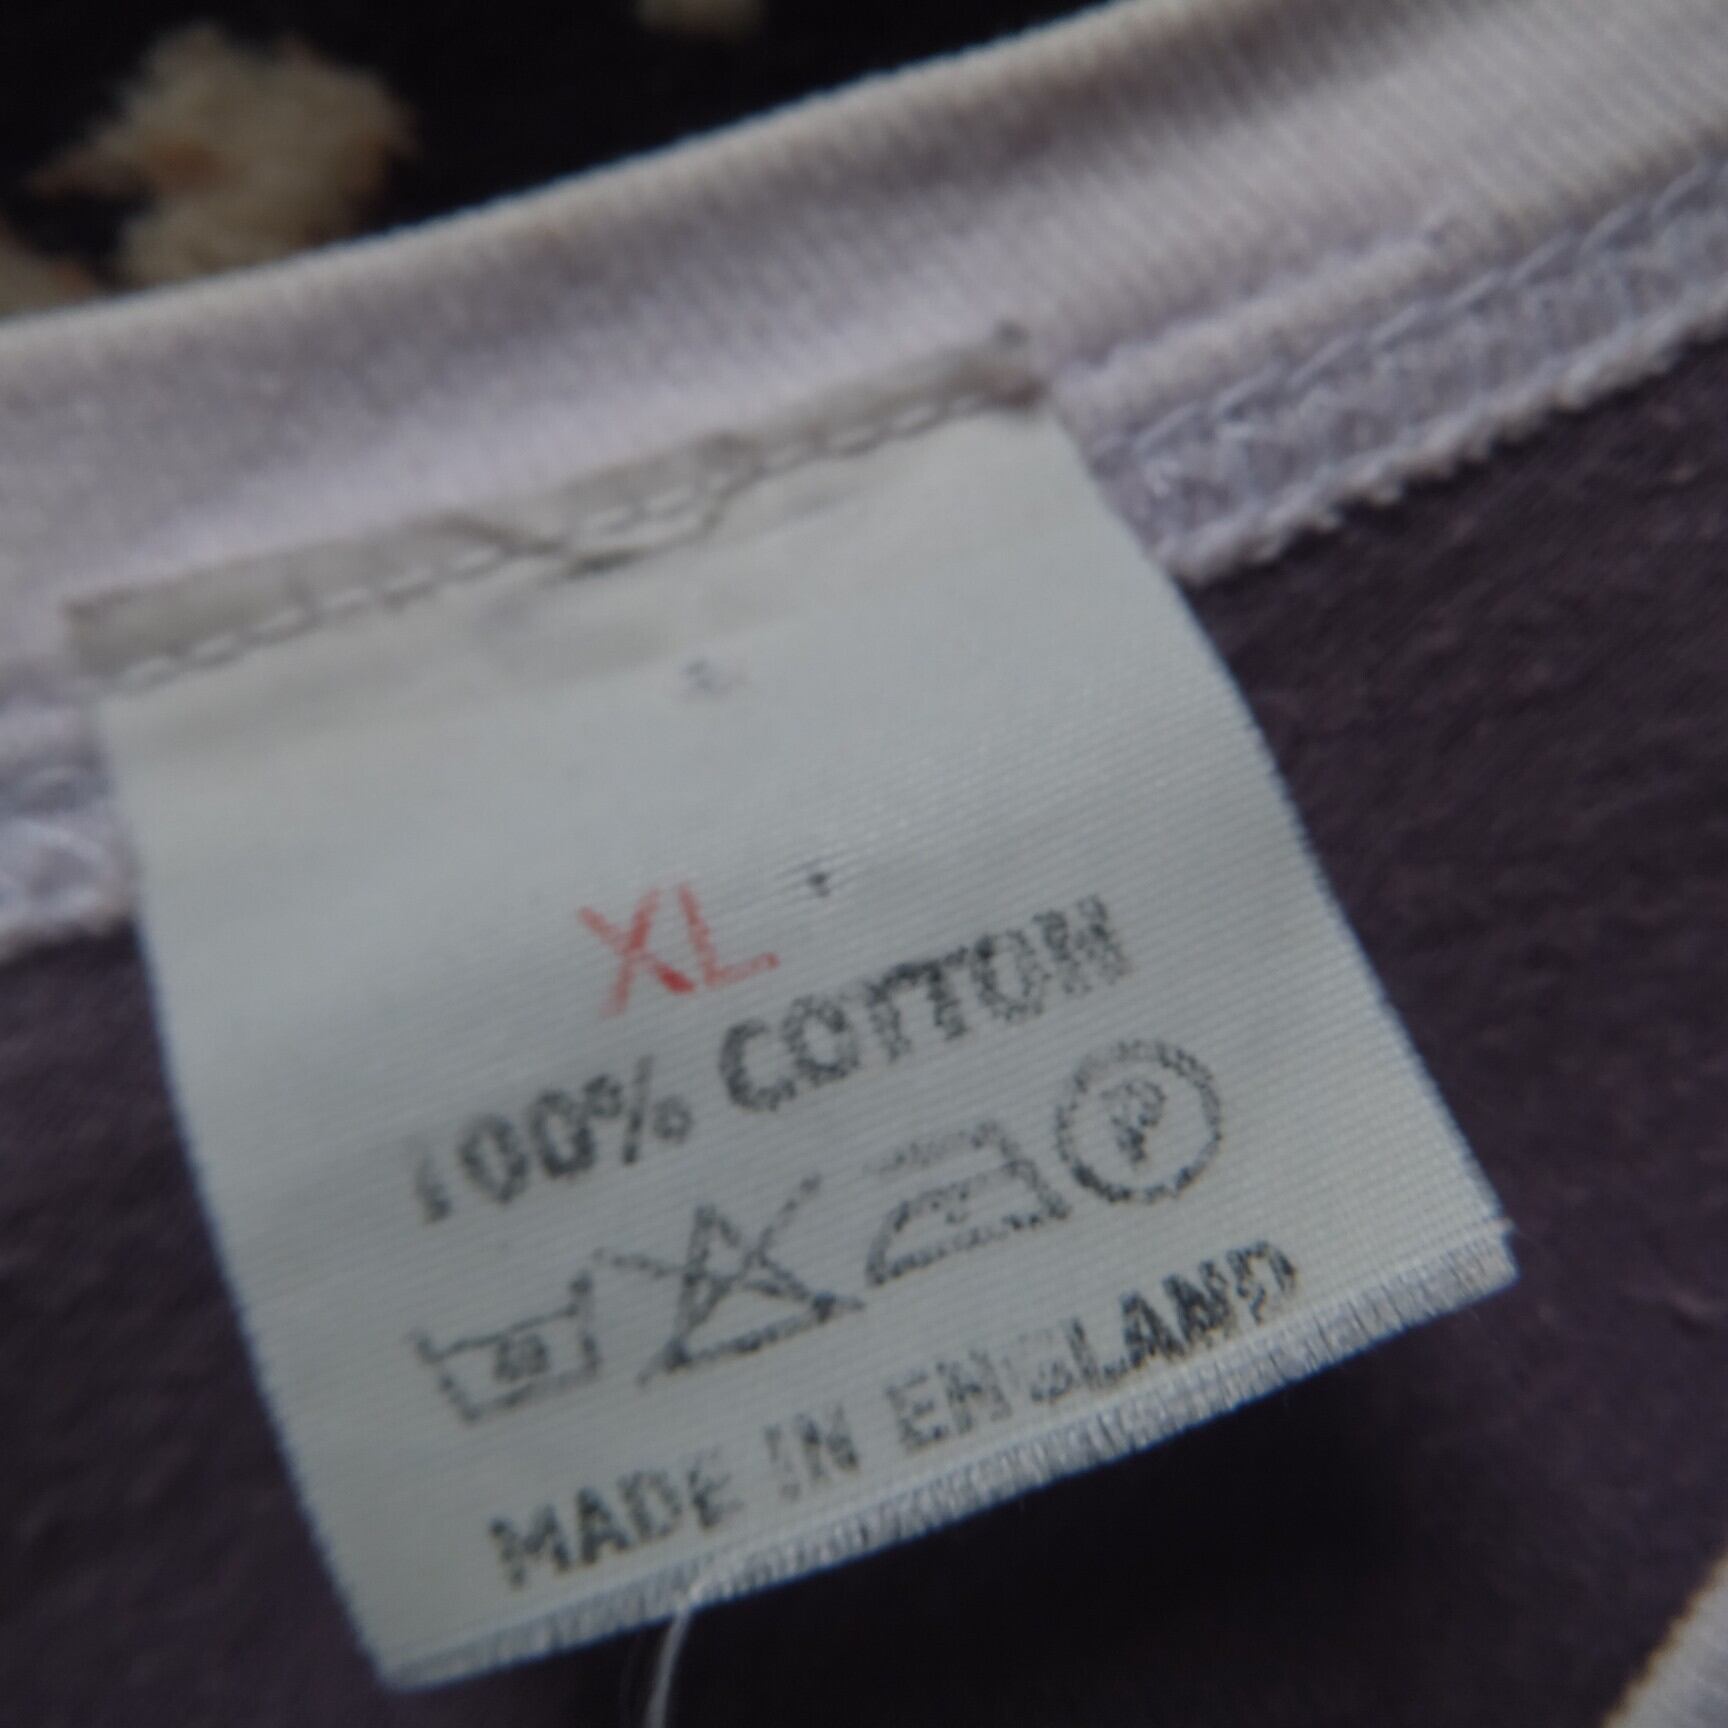 XL
100% COTTON
P
MADE IN ENGLAND